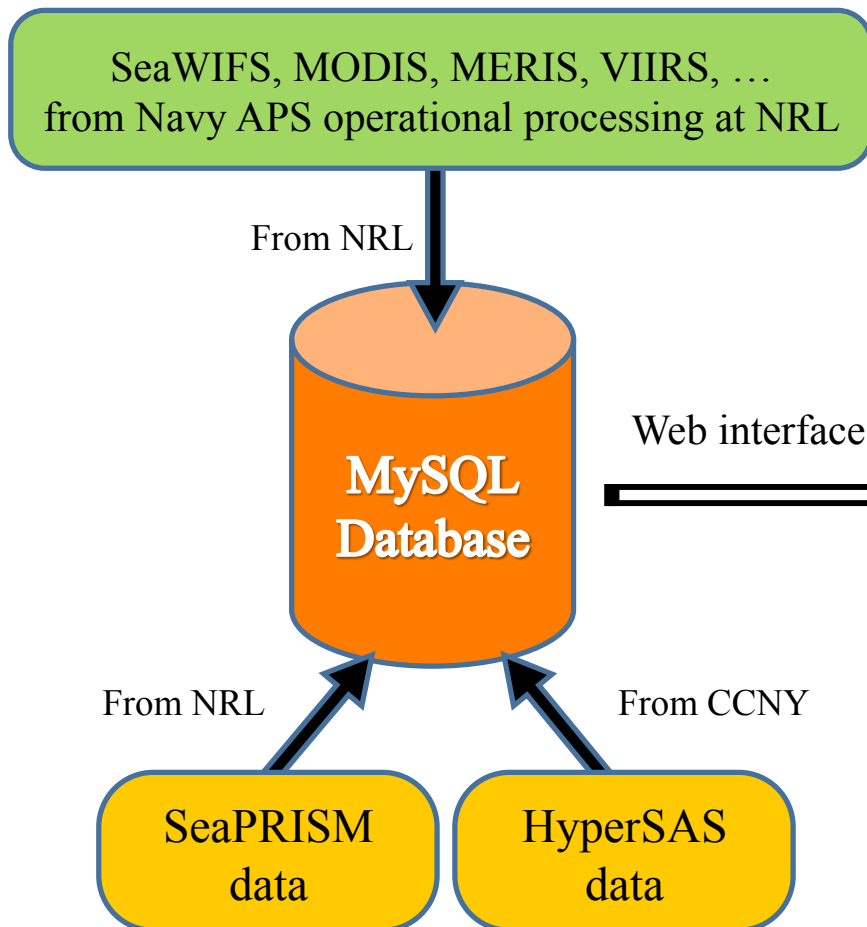 SeaWIFS, MODIS, MERIS, VIIRS, …
from Navy APS operational processing at NRL
From NRL
MySQL
Database
Web interface
From NRL
From CCNY
SeaPRISM
data
HyperSAS
data